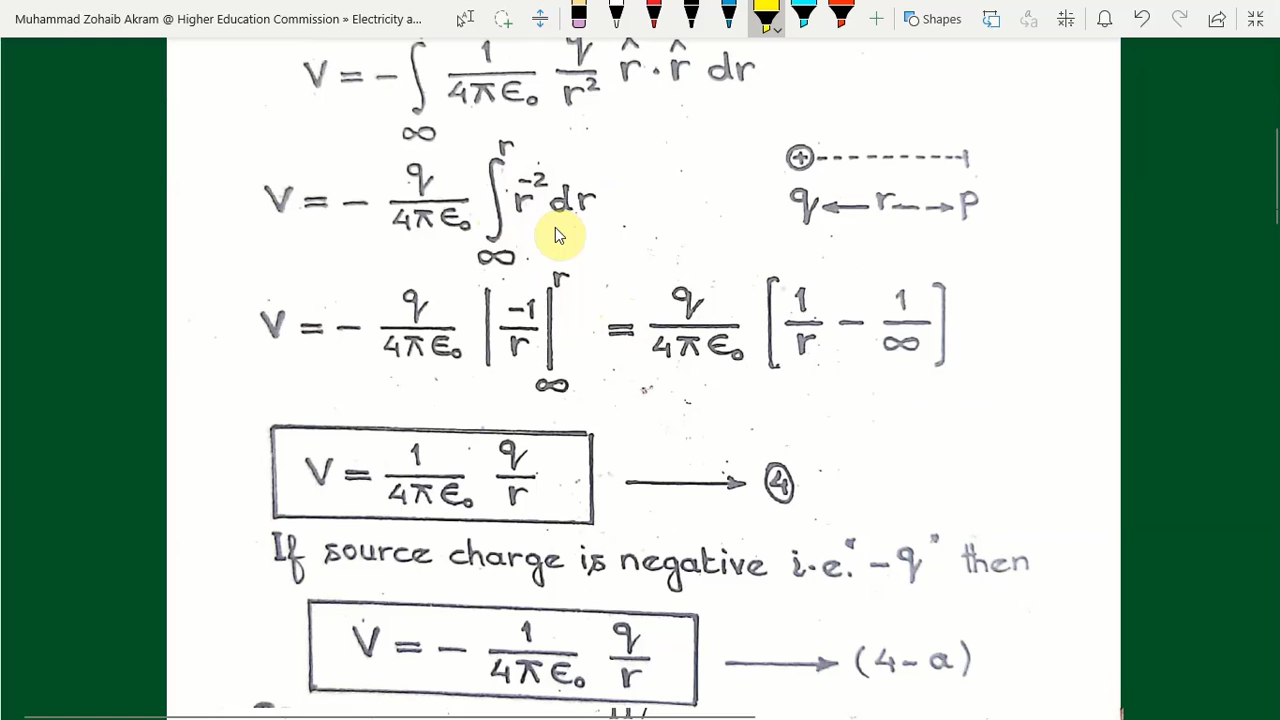 Muhammad Zohaib Akram @ Higher Education Commission » Electricity a...
Shapes
V = - ∫∞ 1/4πϵ₀ q/r² r̂ . r̂ dr
V = - q/4πϵ₀ ∫∞^r r⁻² dr
q ← r → P
V = - q/4πϵ₀ |-1/r|∞^r = q/4πϵ₀ [1/r - 1/∞]
V = 1/4πϵ₀ q/r → ④
If source charge is negative i.e. "-q" then
V = - 1/4πϵ₀ q/r → (4-a)